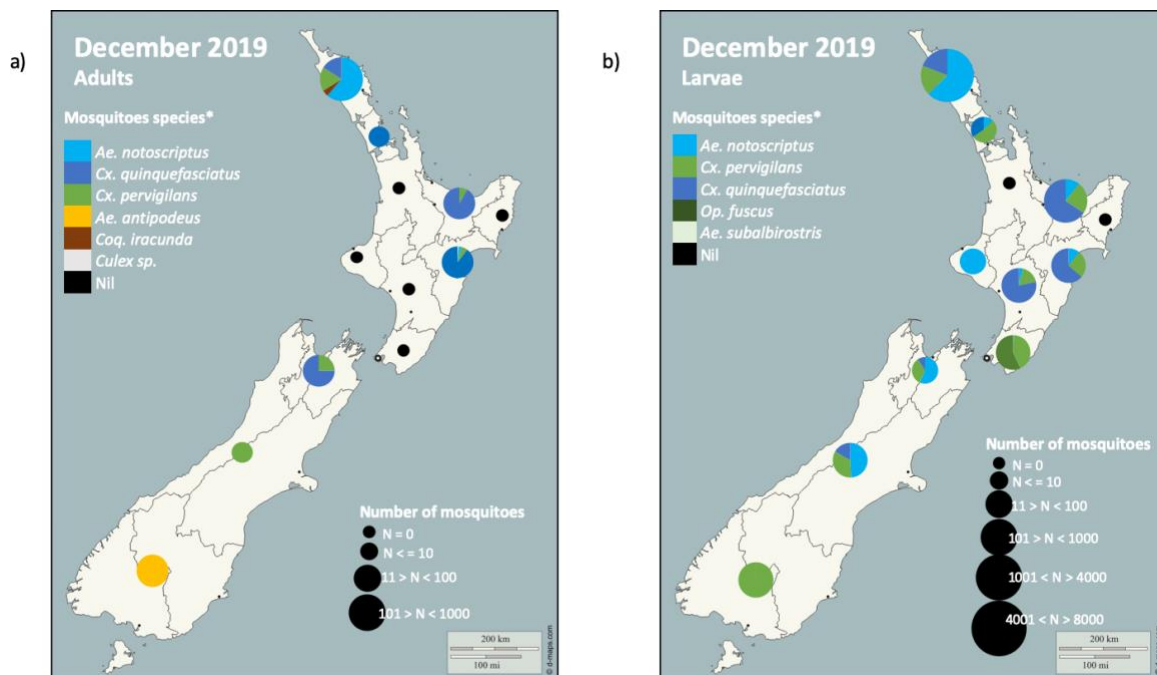 a)
December 2019
Adults
Mosquitoes species*
Ae. notoscriptus
Cx. quinquefasciatus
Cx. pervigilans
Ae. antipodeus
Coq. iracunda
Culex sp.
Nil
Number of mosquitoes
N = 0
N < = 10
11 > N < 100
101 > N < 1000
200 km
100 mi
© d-maps.com
b)
December 2019
Larvae
Mosquitoes species*
Ae. notoscriptus
Cx. pervigilans
Cx. quinquefasciatus
Op. fuscus
Ae. subalbirostris
Nil
Number of mosquitoes
N = 0
N < = 10
11 > N < 100
101 > N < 1000
1001 < N > 4000
4001 < N > 8000
200 km
100 mi